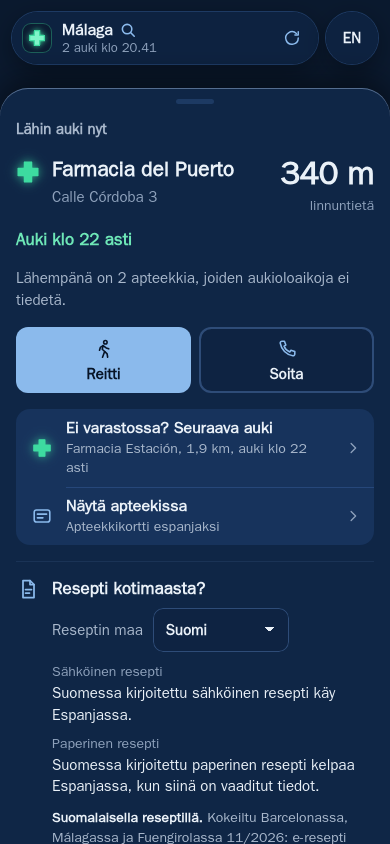 Málaga
2 auki klo 20.41
EN
Lähin auki nyt
Farmacia del Puerto
340 m
Calle Córdoba 3
linnuntietä
Auki klo 22 asti
Lähempänä on 2 apteekkia, joiden aukioloaikoja ei
tiedetä.
Reitti
Soita
Ei varastossa? Seuraava auki
Farmacia Estación, 1,9 km, auki klo 22
asti
Näytä apteekissa
Apteekkikortti espanjaksi
Resepti kotimaasta?
Reseptin maa
Suomi
Sähköinen resepti
Suomessa kirjoitettu sähköinen resepti käy
Espanjassa.
Paperinen resepti
Suomessa kirjoitettu paperinen resepti kelpaa
Espanjassa, kun siinä on vaaditut tiedot.
Suomalaisella reseptillä. Kokeiltu Barcelonassa,
Málagassa ja Fuengirolassa 11/2026: e-resepti